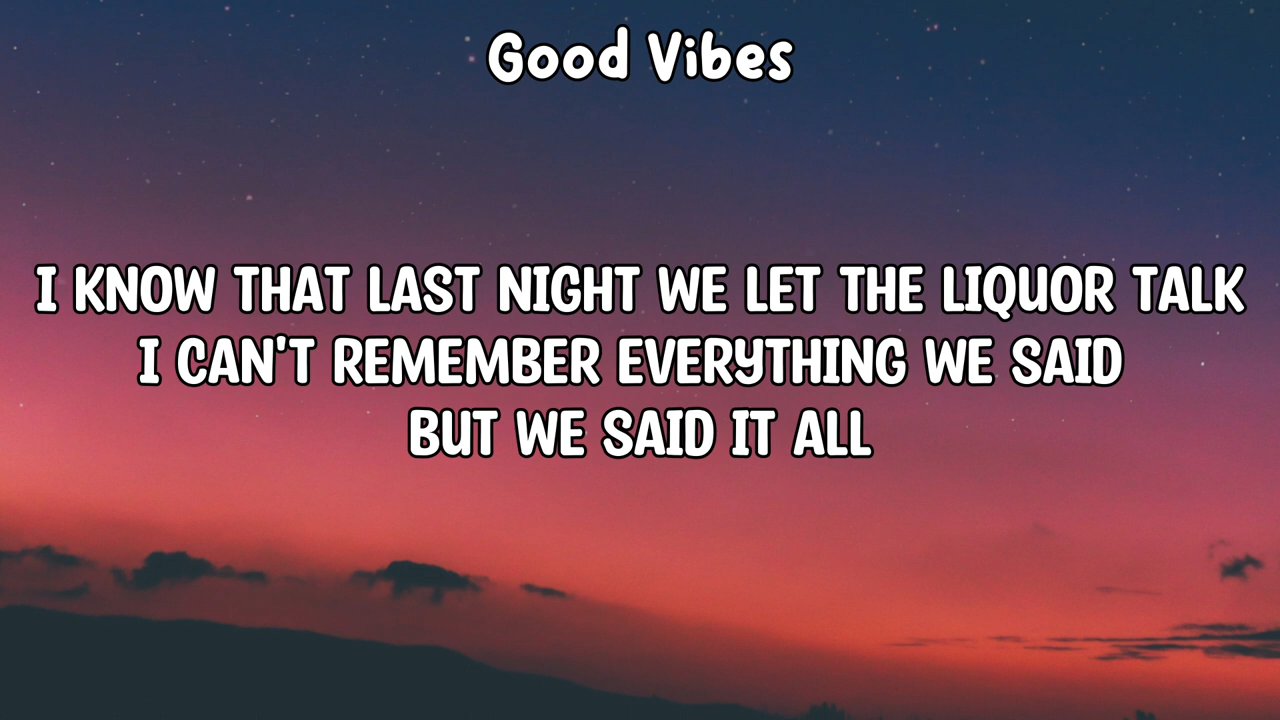 Good Vibes
I KNOW THAT LAST NIGHT WE LET THE LIQUOR TALK
I CAN'T REMEMBER EVERYTHING WE SAID
BUT WE SAID IT ALL